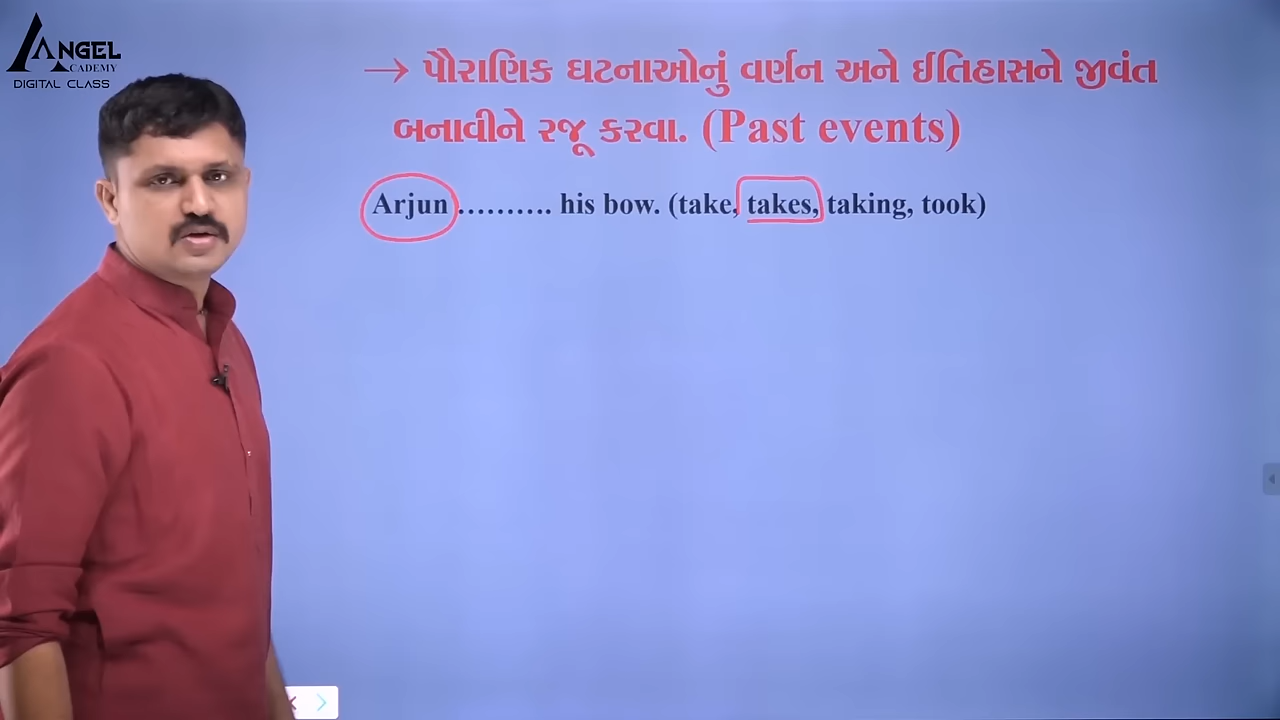 ANGEL
ACADEMY
DIGITAL CLASS
→ પૌરાણિક ઘટનાઓનું વર્ણન અને ઈતિહાસને જીવંત
બનાવીને રજૂ કરવા. (Past events)
Arjun .......... his bow. (take, takes, taking, took)